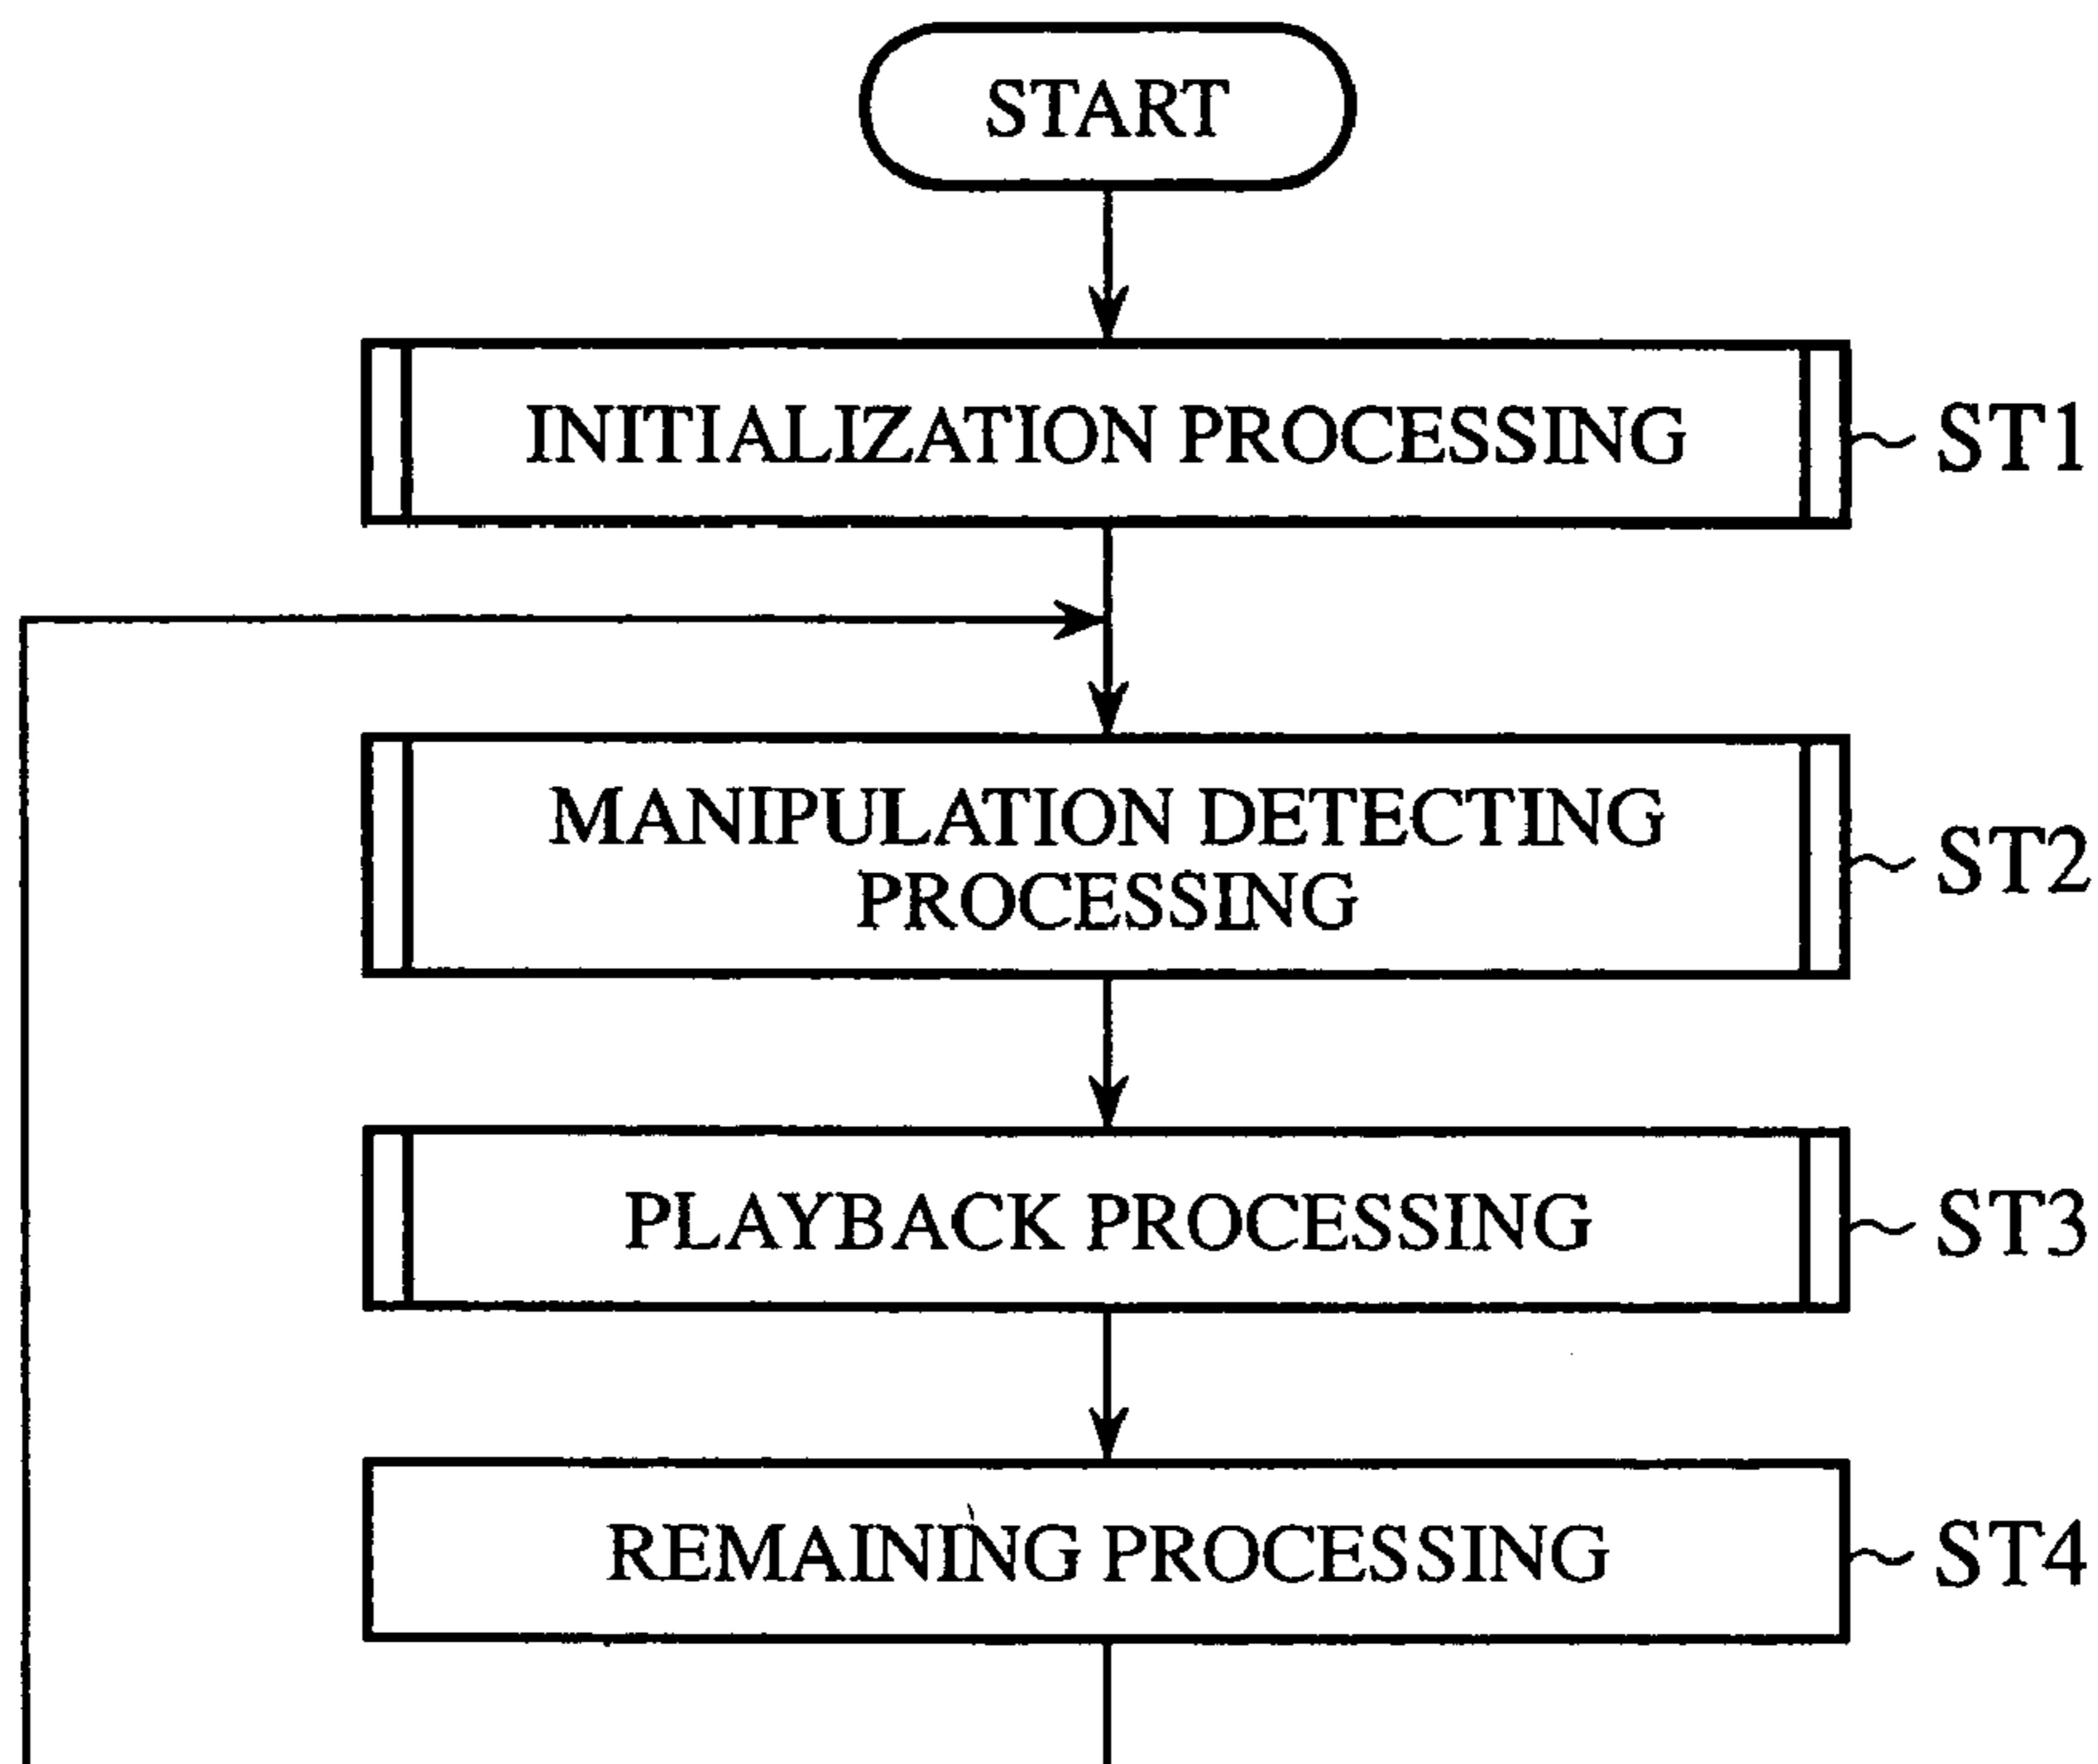 START
INITIALIZATION PROCESSING
ST1
MANIPULATION DETECTING
PROCESSING
ST2
PLAYBACK PROCESSING
ST3
REMAINING PROCESSING
ST4